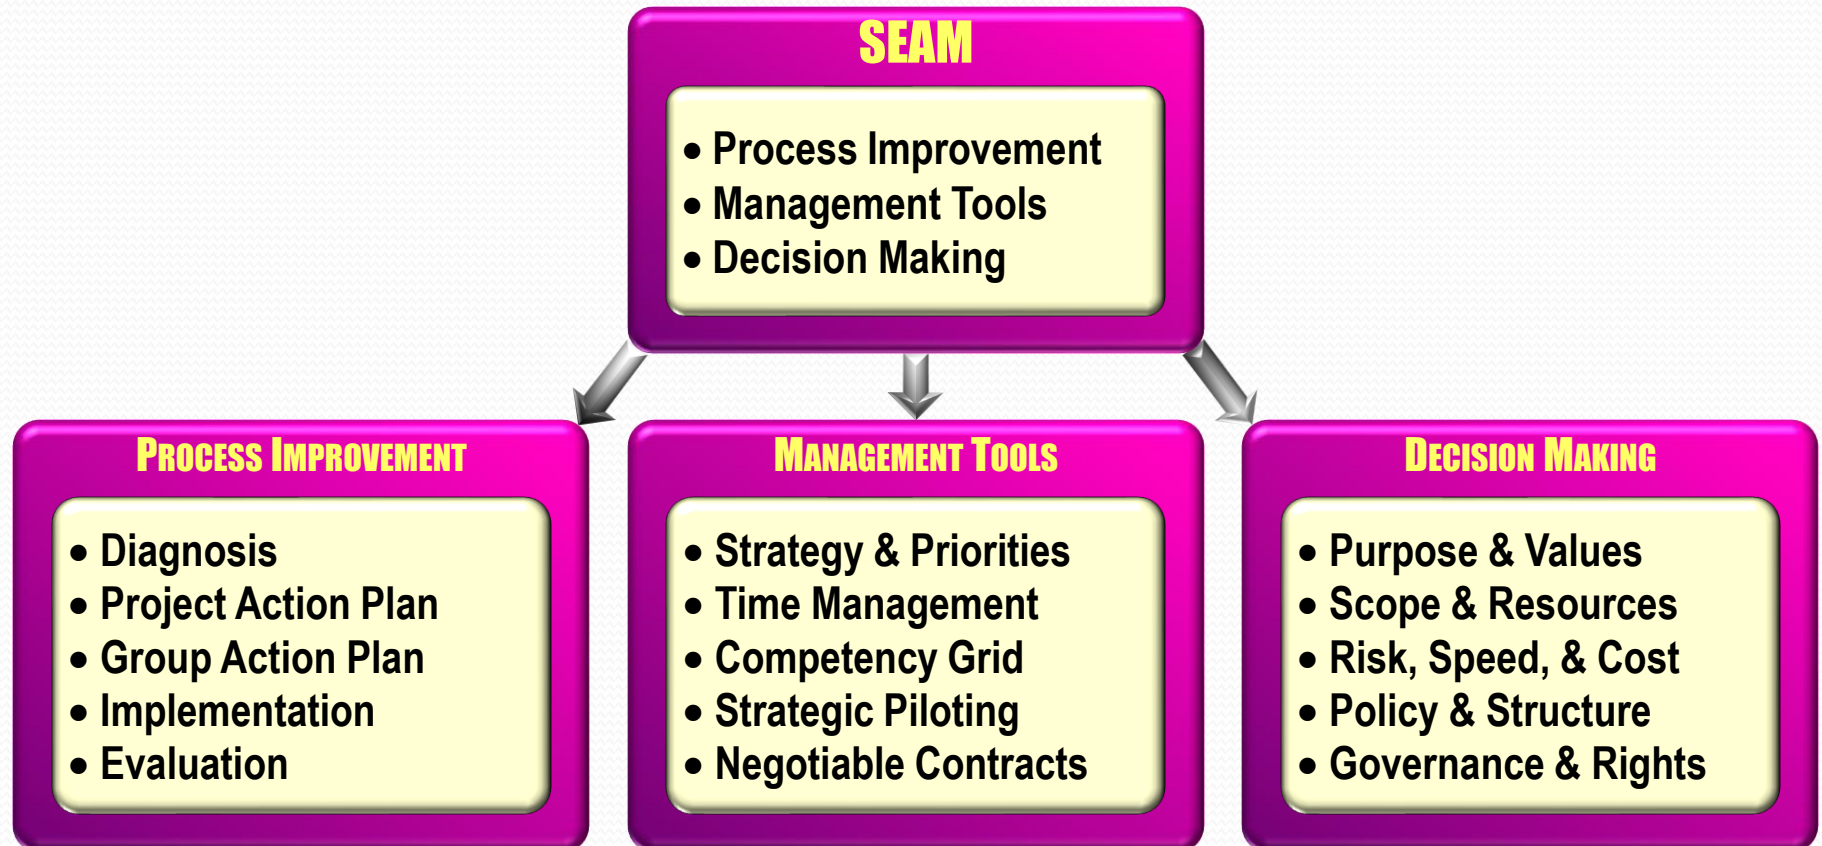 SEAM
• Process Improvement
• Management Tools
• Decision Making
PROCESS IMPROVEMENT
• Diagnosis
• Project Action Plan
• Group Action Plan
• Implementation
• Evaluation
MANAGEMENT TOOLS
• Strategy & Priorities
• Time Management
• Competency Grid
• Strategic Piloting
• Negotiable Contracts
DECISION MAKING
• Purpose & Values
• Scope & Resources
• Risk, Speed, & Cost
• Policy & Structure
• Governance & Rights